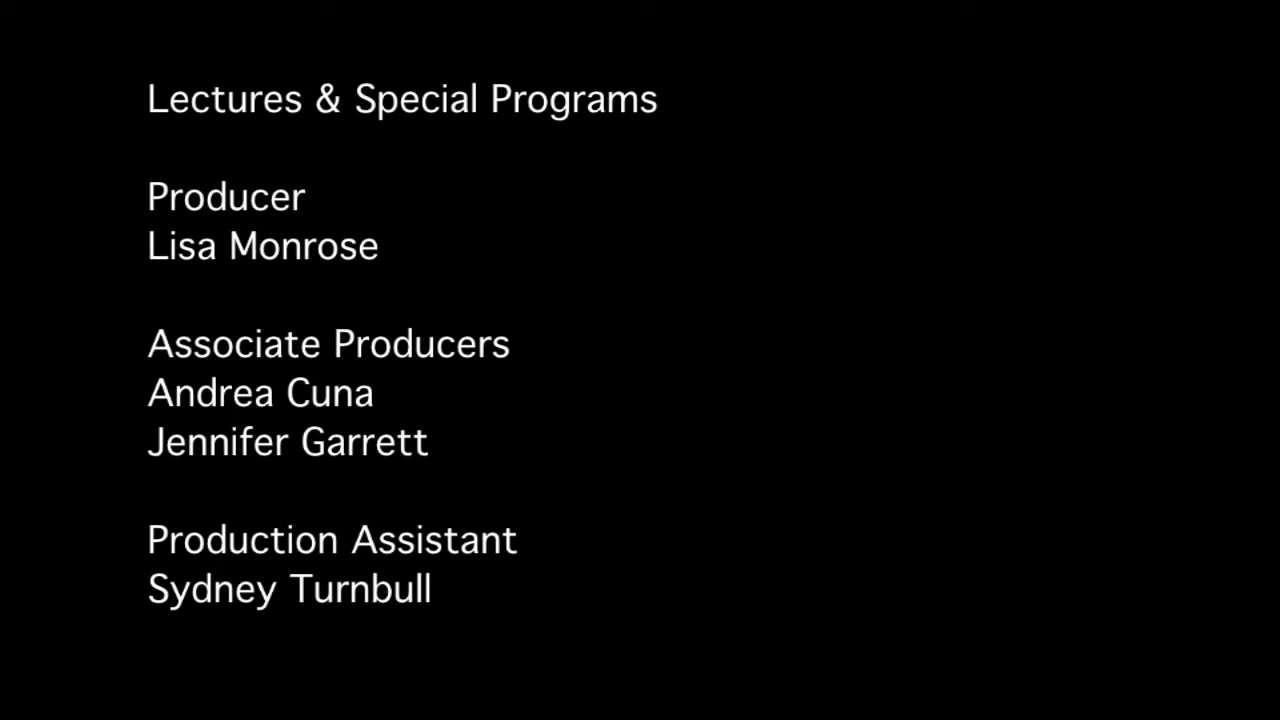 Lectures & Special Programs
Producer
Lisa Monrose
Associate Producers
Andrea Cuna
Jennifer Garrett
Production Assistant
Sydney Turnbull